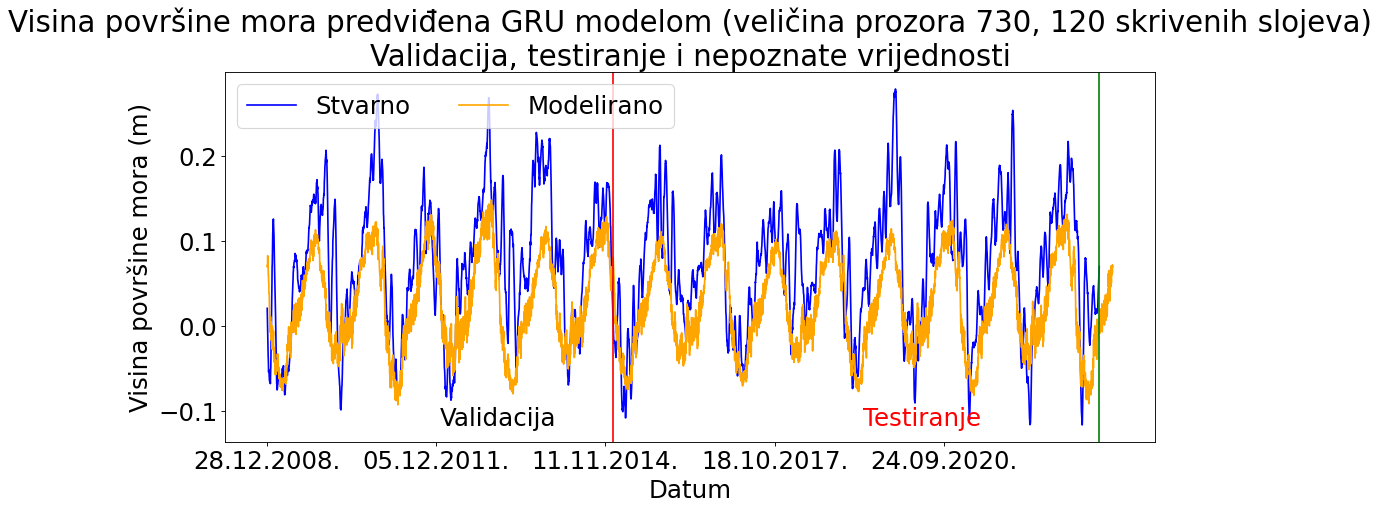 Visina površine mora predviđena GRU modelom (veličina prozora 730, 120 skrivenih slojeva)
Validacija, testiranje i nepoznate vrijednosti
Stvarno Modelirano
Visina površine mora (m)
0.2
0.1
0.0
−0.1
Validacija Testiranje
28.12.2008. 05.12.2011. 11.11.2014. 18.10.2017. 24.09.2020.
Datum